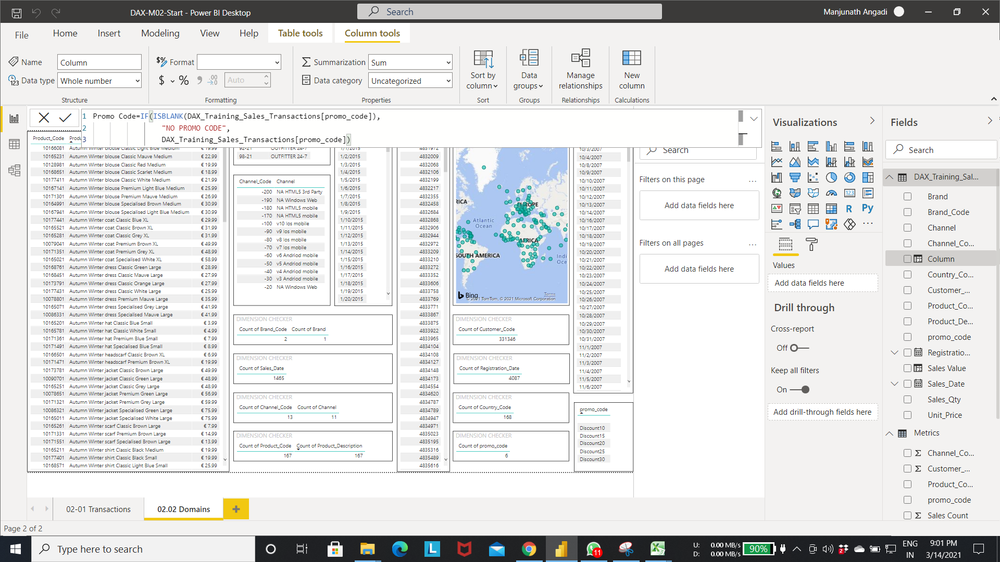 DAX-M02-Start - Power BI Desktop
Search
Manjunath Angadi
File Home Insert Modeling View Help Table tools Column tools
Name Column
Data type Whole number
Structure
Format
$ % Auto
Formatting
Summarization Sum
Data category Uncategorized
Properties
Sort by column
Sort
Data groups
Groups
Manage relationships
Relationships
New column
Calculations
1 Promo Code=IF(ISBLANK(DAX_Training_Sales_Transactions[promo_code]),
2 "NO PROMO CODE",
3 DAX_Training_Sales_Transactions[promo_code])
Product_Code
10166081 Autumn Winter blouse Classic Light Blue Medium € 19.99
10165231 Autumn Winter blouse Classic Mauve Medium € 22.99
10128981 Autumn Winter blouse Classic Red Medium € 19.99
10168651 Autumn Winter blouse Classic Scarlet Medium € 18.99
10177411 Autumn Winter blouse Classic White Medium € 21.99
10167141 Autumn Winter blouse Premium Light Blue Medium € 25.99
10171301 Autumn Winter blouse Premium Mauve Medium € 26.99
10164991 Autumn Winter blouse Specialised Brown Medium € 30.99
10167941 Autumn Winter blouse Specialised Light Blue Medium € 30.99
10177441 Autumn Winter coat Classic Blue XL € 29.99
10165521 Autumn Winter coat Classic Brown XL € 31.99
10165281 Autumn Winter coat Classic Grey XL € 31.99
10079041 Autumn Winter coat Premium Brown XL € 49.99
10171351 Autumn Winter coat Premium Grey XL € 48.99
10165021 Autumn Winter coat Specialised White XL € 58.99
10168761 Autumn Winter dress Classic Green Large € 28.99
10168451 Autumn Winter dress Classic Mauve Large € 27.99
10173791 Autumn Winter dress Classic Orange Large € 27.99
10177431 Autumn Winter dress Classic White Large € 25.99
10078801 Autumn Winter dress Premium Mauve Large € 35.99
10165071 Autumn Winter dress Specialised Grey Large € 41.99
10086331 Autumn Winter dress Specialised Mauve Large € 41.99
10165201 Autumn Winter hat Classic Blue Small € 3.99
10165781 Autumn Winter hat Classic White Small € 4.99
10171361 Autumn Winter hat Premium Blue Small € 7.99
10171491 Autumn Winter hat Specialised Blue Small € 8.99
10166501 Autumn Winter headscarf Classic Brown XL € 6.99
10171471 Autumn Winter headscarf Premium Brown XL € 19.99
10173781 Autumn Winter jacket Classic Brown Large € 49.99
10090701 Autumn Winter jacket Classic Green Large € 48.99
10165251 Autumn Winter jacket Classic Grey Large € 48.99
10078651 Autumn Winter jacket Premium Green Large € 56.99
10171321 Autumn Winter jacket Premium Grey Large € 59.99
10086321 Autumn Winter jacket Specialised Green Large € 75.99
10165011 Autumn Winter jacket Specialised White Large € 75.99
10165261 Autumn Winter scarf Classic Brown Large € 7.99
10171331 Autumn Winter scarf Premium Brown Large € 14.99
10171551 Autumn Winter scarf Specialised Brown Large € 13.99
10165211 Autumn Winter shirt Classic Black Medium € 19.99
10177401 Autumn Winter shirt Classic Black Small € 19.99
10168571 Autumn Winter shirt Classic Light Blue Small € 25.99
92-21 OUTFITTER 24-7
98-21 OUTFITTER 24-7
Channel_Code Channel
-200 NA HTML5 3rd Party
-190 NA Windows Web
-180 NA HTML5 mobile
-170 NA HTML5 mobile
-100 v10 Ios mobile
-90 v9 Ios mobile
-80 v8 Ios mobile
-70 v7 Ios mobile
-60 v6 Andriod mobile
-50 v5 Andriod mobile
-40 v4 Andriod mobile
-30 v3 Andriod mobile
-20 NA Windows Web
1/1/2015
1/2/2015
1/3/2015
1/4/2015
1/5/2015
1/6/2015
1/7/2015
1/8/2015
1/9/2015
1/10/2015
1/11/2015
1/12/2015
1/13/2015
1/14/2015
1/15/2015
1/16/2015
1/17/2015
1/18/2015
1/19/2015
1/20/2015
DIMENSION CHECKER
Count of Brand_Code Count of Brand
2 1
DIMENSION CHECKER
Count of Sales_Date
1465
DIMENSION CHECKER
Count of Channel_Code Count of Channel
13 11
DIMENSION CHECKER
Count of Product_Code Count of Product_Description
167 167
4831972
4832009
4832068
4832106
4832199
4832217
4832355
4832458
4832684
4832868
4832906
4832944
4832972
4833209
4833210
4833272
4833352
4833606
4833758
4833769
4833771
4833867
4833875
4833922
4833965
4834104
4834108
4834127
4834148
4834173
4834554
4834620
4834787
4834789
4834947
4834971
4835023
4835195
4835316
4835489
4835616
RICA
EUROPE
Atlantic
Ocean
AFRICA
SOUTH AMERICA
Indi
Oce
Bing
Terms
© 2021 TomTom, © 2021 Microsoft Corporation
DIMENSION CHECKER
Count of Customer_Code
331346
DIMENSION CHECKER
Count of Registration_Date
4087
DIMENSION CHECKER
Count of Country_Code
168
DIMENSION CHECKER
Count of promo_code
6
10/3/2007
10/4/2007
10/8/2007
10/9/2007
10/10/2007
10/11/2007
10/12/2007
10/13/2007
10/14/2007
10/16/2007
10/17/2007
10/18/2007
10/19/2007
10/20/2007
10/21/2007
10/22/2007
10/23/2007
10/24/2007
10/25/2007
10/26/2007
10/27/2007
10/28/2007
10/29/2007
10/30/2007
10/31/2007
11/1/2007
11/2/2007
11/3/2007
11/4/2007
11/5/2007
11/6/2007
promo_code
Discount10
Discount15
Discount20
Discount25
Discount30
Search
Filters on this page ...
Add data fields here
Filters on all pages ...
Add data fields here
Visualizations
123
R Py
...
Values
Add data fields here
Drill through
Cross-report
Off
Keep all filters
On
Add drill-through fields here
Fields
Search
DAX_Training_Sal...
Brand
Brand_Code
Channel
Channel_Co...
Column
Country_Co...
Customer_...
Product_Co...
Product_De...
promo_code
Registratio...
Sales Value
Sales_Date
Sales_Qty
Unit_Price
Metrics
Channel_Co...
Customer_...
Product_Co...
promo_code
Sales Count
02-01 Transactions 02.02 Domains +
Page 2 of 2
Type here to search
L
11
U: 0.00 MB/s
D: 0.00 MB/s
90%
2
ENG
IN
9:01 PM
3/14/2021